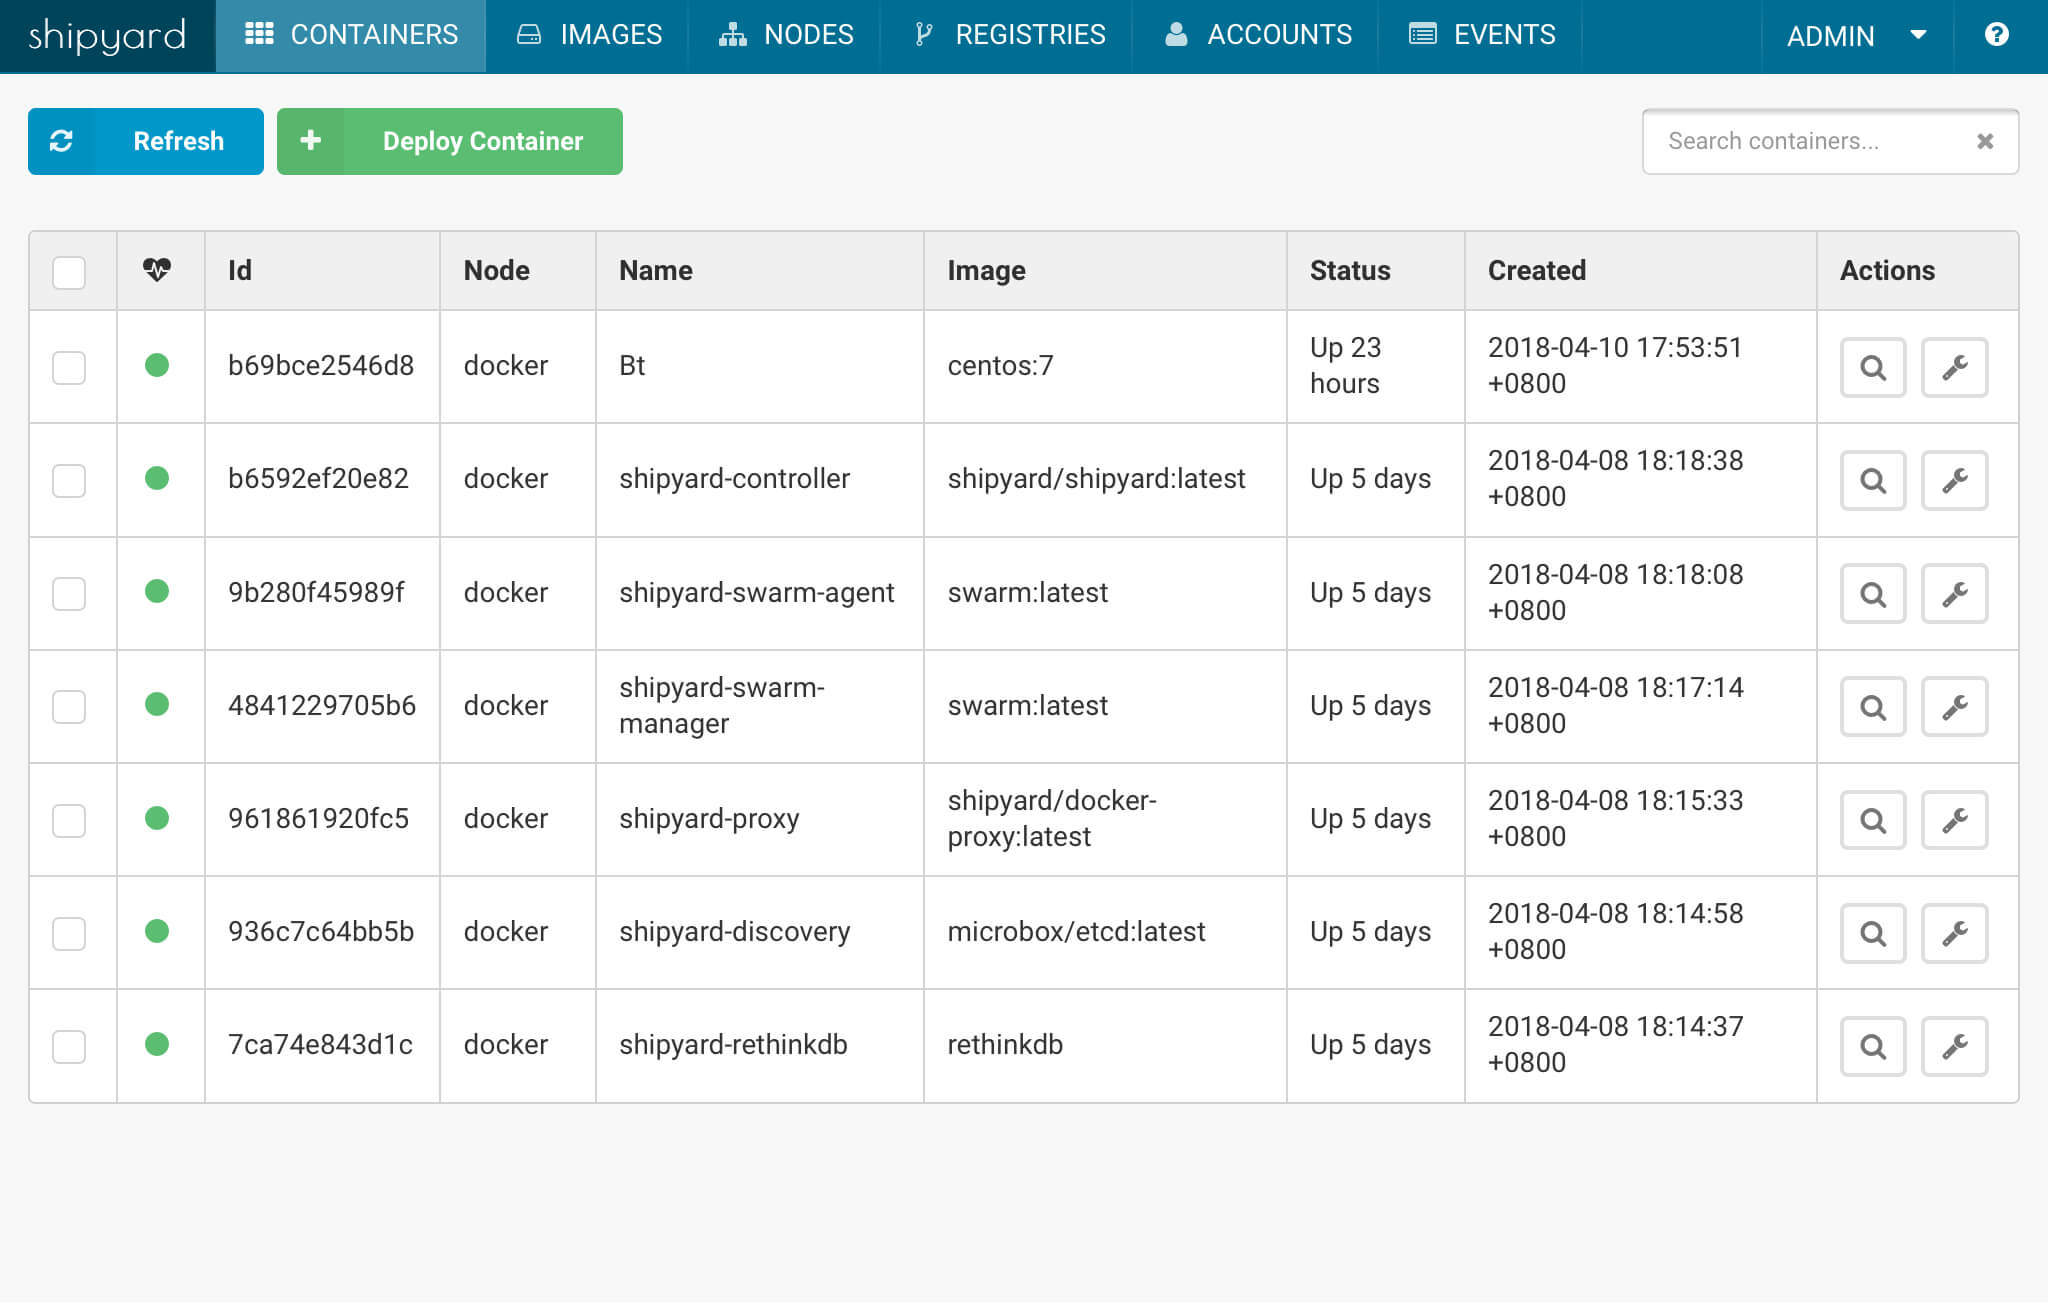 shipyard CONTAINERS IMAGES NODES REGISTRIES ACCOUNTS EVENTS ADMIN
Refresh Deploy Container Search containers...
Id Node Name Image Status Created Actions
b69bce2546d8 docker Bt centos:7 Up 23 hours 2018-04-10 17:53:51 +0800
b6592ef20e82 docker shipyard-controller shipyard/shipyard:latest Up 5 days 2018-04-08 18:18:38 +0800
9b280f45989f docker shipyard-swarm-agent swarm:latest Up 5 days 2018-04-08 18:18:08 +0800
4841229705b6 docker shipyard-swarm-manager swarm:latest Up 5 days 2018-04-08 18:17:14 +0800
961861920fc5 docker shipyard-proxy shipyard/docker-proxy:latest Up 5 days 2018-04-08 18:15:33 +0800
936c7c64bb5b docker shipyard-discovery microbox/etcd:latest Up 5 days 2018-04-08 18:14:58 +0800
7ca74e843d1c docker shipyard-rethinkdb rethinkdb Up 5 days 2018-04-08 18:14:37 +0800